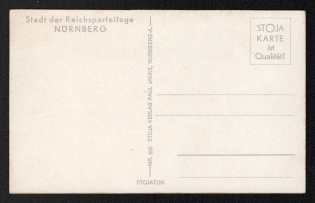 Stadt der Reichsparteitage
NÜRNBERG
STOJA
KARTE
ist
Qualität!
STOJA-VERLAG PAUL JANKE, NÜRNBERG-A.
STOJATON